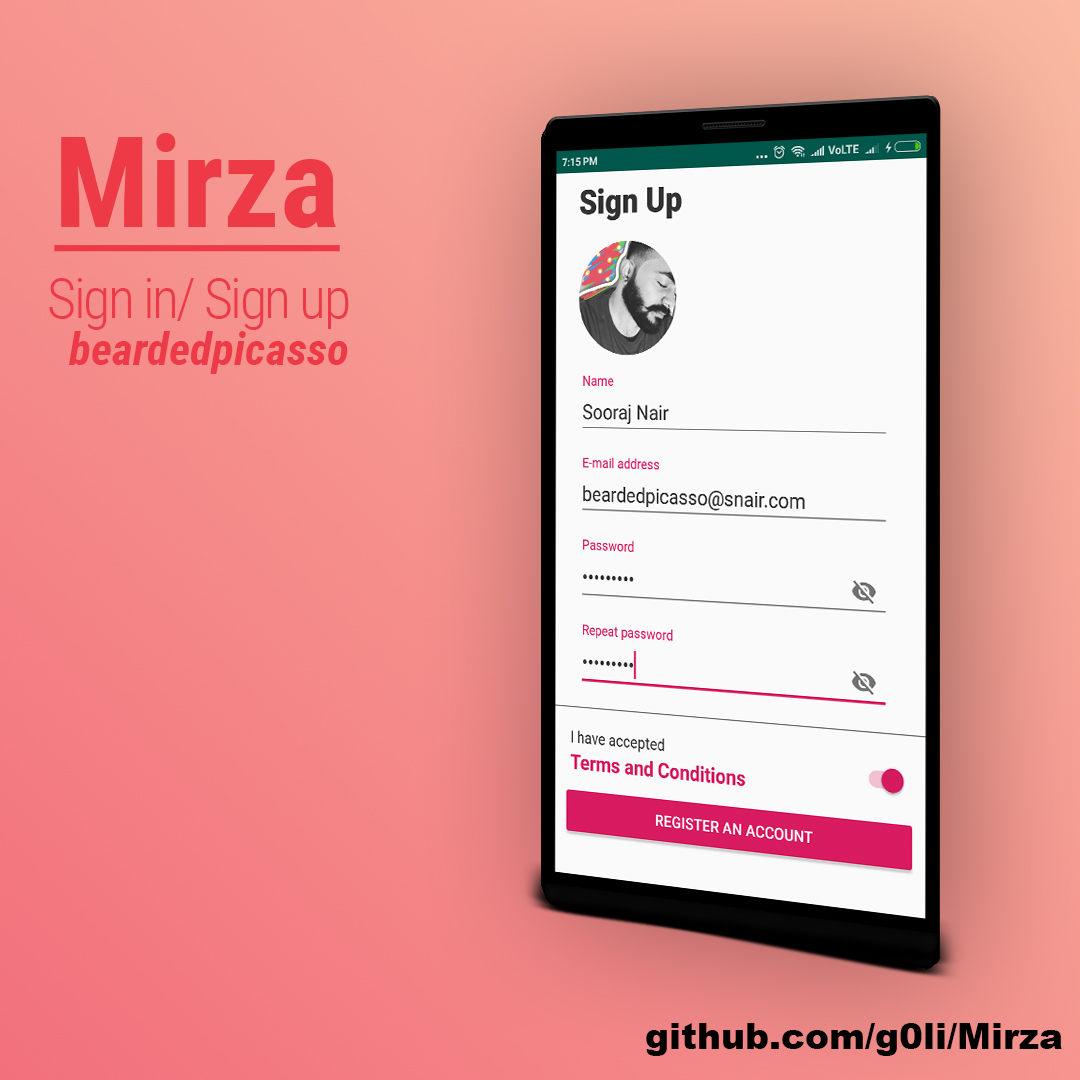 Mirza
Sign in/ Sign up
beardedpicasso
7:15 PM
... VoLTE
Sign Up
Name
Sooraj Nair
E-mail address
beardedpicasso@snair.com
Password
•••••••••
Repeat password
•••••••••
I have accepted
Terms and Conditions
REGISTER AN ACCOUNT
github.com/g0li/Mirza